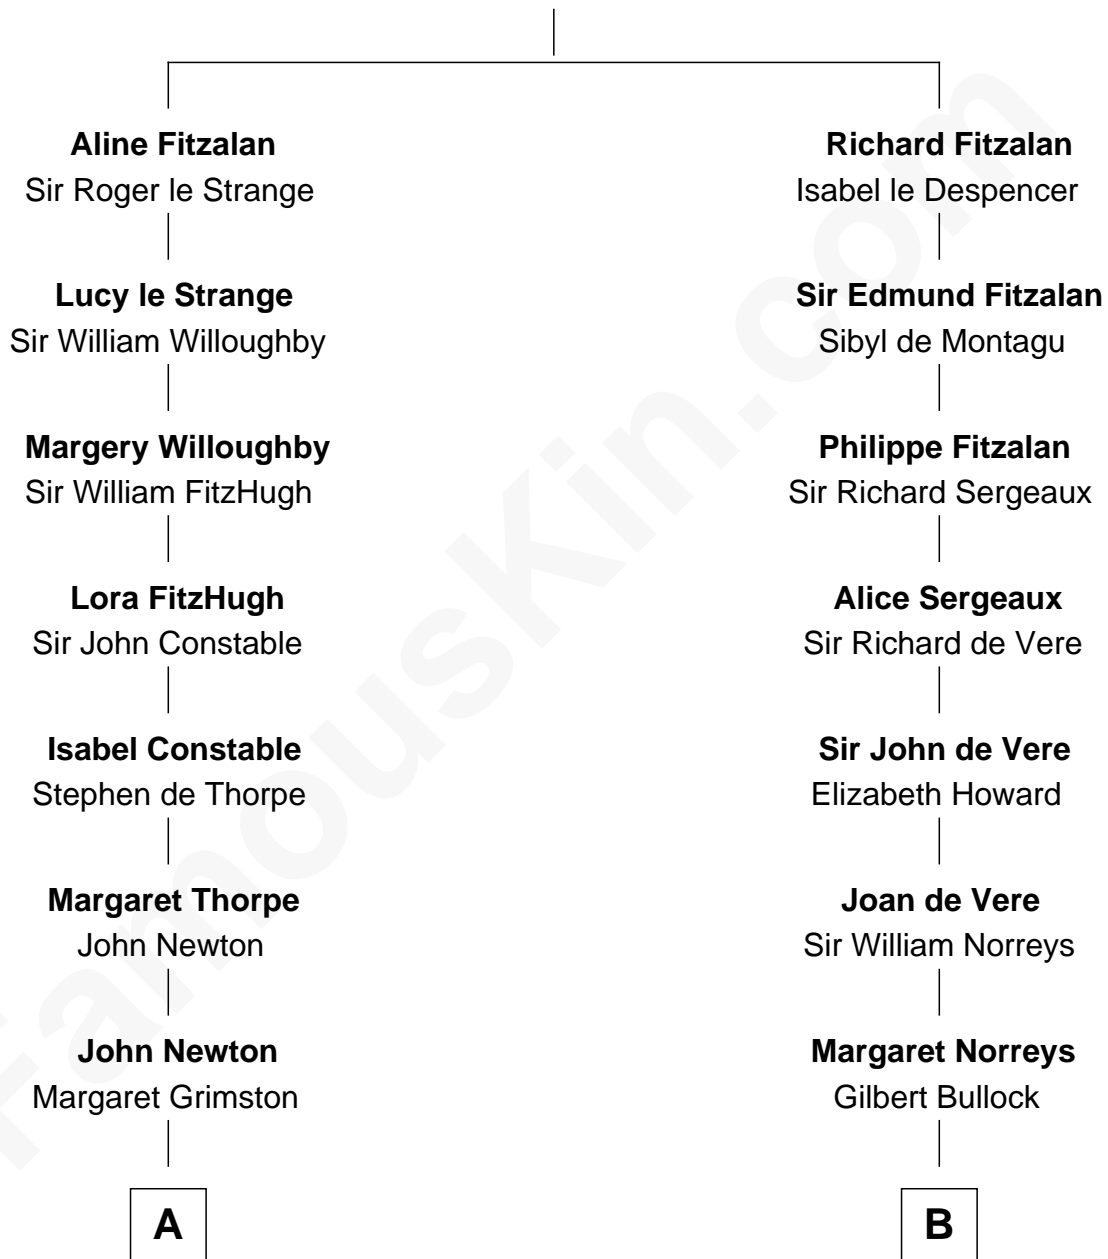 Aline Fitzalan
Sir Roger le Strange
Lucy le Strange
Sir William Willoughby
Margery Willoughby
Sir William FitzHugh
Lora FitzHugh
Sir John Constable
Isabel Constable
Stephen de Thorpe
Margaret Thorpe
John Newton
John Newton
Margaret Grimston
A
Richard Fitzalan
Isabel le Despencer
Sir Edmund Fitzalan
Sibyl de Montagu
Philippe Fitzalan
Sir Richard Sergeaux
Alice Sergeaux
Sir Richard de Vere
Sir John de Vere
Elizabeth Howard
Joan de Vere
Sir William Norreys
Margaret Norreys
Gilbert Bullock
B
FamousKin.com